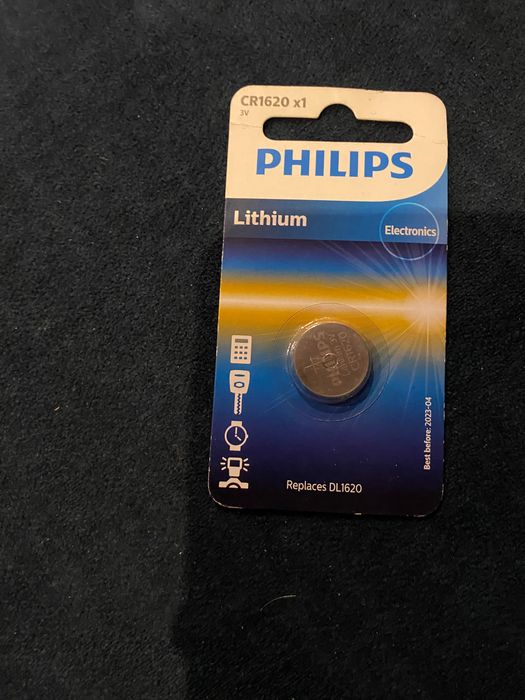 CR1620 x1
3V
PHILIPS
Lithium
Electronics
Best before: 2023-04
Replaces DL1620